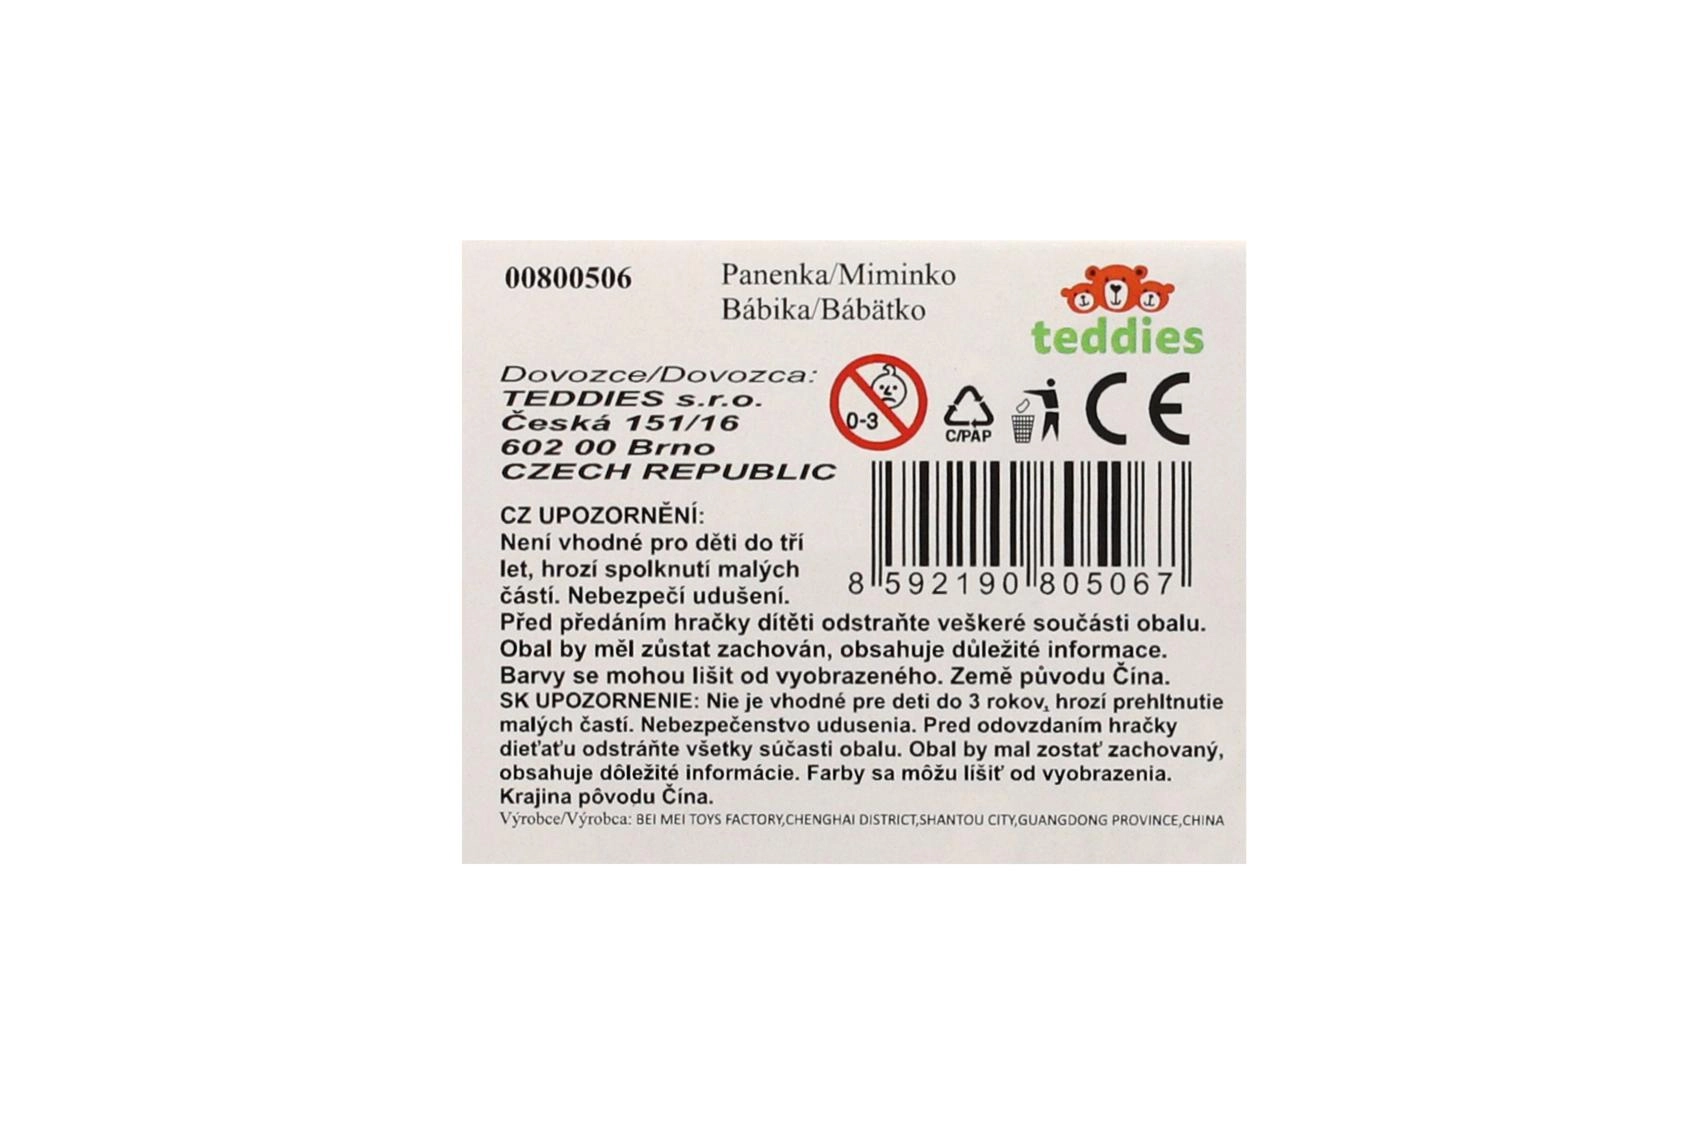 00800506
Panenka/Miminko
Bábika/Bábätko
teddies
Dovozce/Dovozca:
TEDDIES s.r.o.
Česká 151/16
602 00 Brno
CZECH REPUBLIC
0-3
C/PAP
CE
8 592190 805067
CZ UPOZORNĚNÍ:
Není vhodné pro děti do tří
let, hrozí spolknutí malých
částí. Nebezpečí udušení.
Před předáním hračky dítěti odstraňte veškeré součásti obalu.
Obal by měl zůstat zachován, obsahuje důležité informace.
Barvy se mohou lišit od vyobrazeného. Země původu Čína.
SK UPOZORNENIE: Nie je vhodné pre deti do 3 rokov, hrozí prehltnutie
malých častí. Nebezpečenstvo udusenia. Pred odovzdaním hračky
dieťaťu odstráňte všetky súčasti obalu. Obal by mal zostať zachovaný,
obsahuje dôležité informácie. Farby sa môžu líšiť od vyobrazenia.
Krajina pôvodu Čína.
Výrobce/Výrobca: BEI MEI TOYS FACTORY,CHENGHAI DISTRICT,SHANTOU CITY,GUANGDONG PROVINCE,CHINA